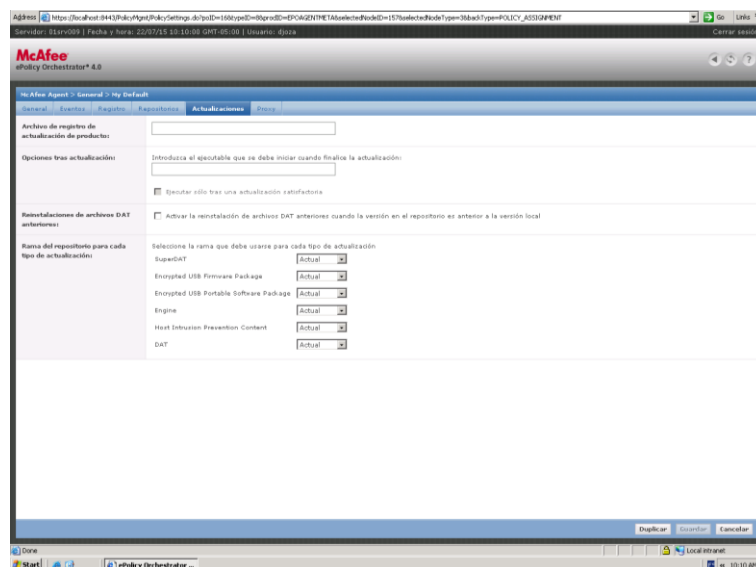 Address https://localhost:8443/PolicyMgmt/PolicySettings.do?polID=16&typeID=8&prodID=EPOAGENTMETA&selectedNodeID=157&selectedNodeType=3&backType=POLICY_ASSIGNMENT Go Links
Servidor: 01srv009 | Fecha y hora: 22/07/15 10:10:00 GMT-05:00 | Usuario: djoza Cerrar sesió
McAfee
ePolicy Orchestrator® 4.0
McAfee Agent > General > My Default
General Eventos Registro Repositorios Actualizaciones Proxy
Archivo de registro de
actualización de producto:
Opciones tras actualización: Introduzca el ejecutable que se debe iniciar cuando finalice la actualización:
Ejecutar sólo tras una actualización satisfactoria
Reinstalaciones de archivos DAT
anteriores:
Activar la reinstalación de archivos DAT anteriores cuando la versión en el repositorio es anterior a la versión local
Rama del repositorio para cada
tipo de actualización:
Seleccione la rama que debe usarse para cada tipo de actualización
SuperDAT Actual
Encrypted USB Firmware Package Actual
Encrypted USB Portable Software Package Actual
Engine Actual
Host Intrusion Prevention Content Actual
DAT Actual
Duplicar Guardar Cancelar
Done Local intranet
Start ePolicy Orchestrator ... 10:10 AM